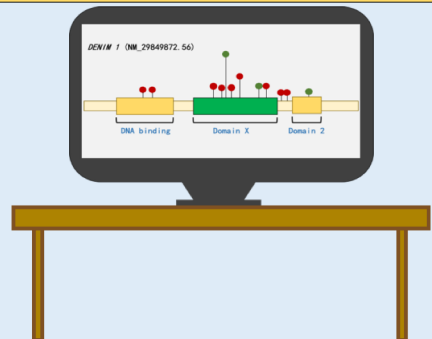 DENIM 1 (NM_29849872.56)
DNA binding Domain X Domain 2